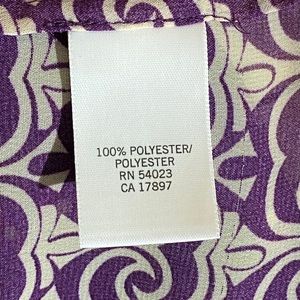 100% POLYESTER/
POLYESTER
RN 54023
CA 17897